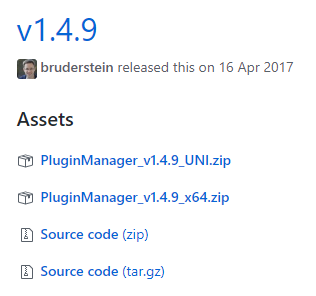 v1.4.9
bruderstein released this on 16 Apr 2017
Assets
PluginManager_v1.4.9_UNI.zip
PluginManager_v1.4.9_x64.zip
Source code (zip)
Source code (tar.gz)